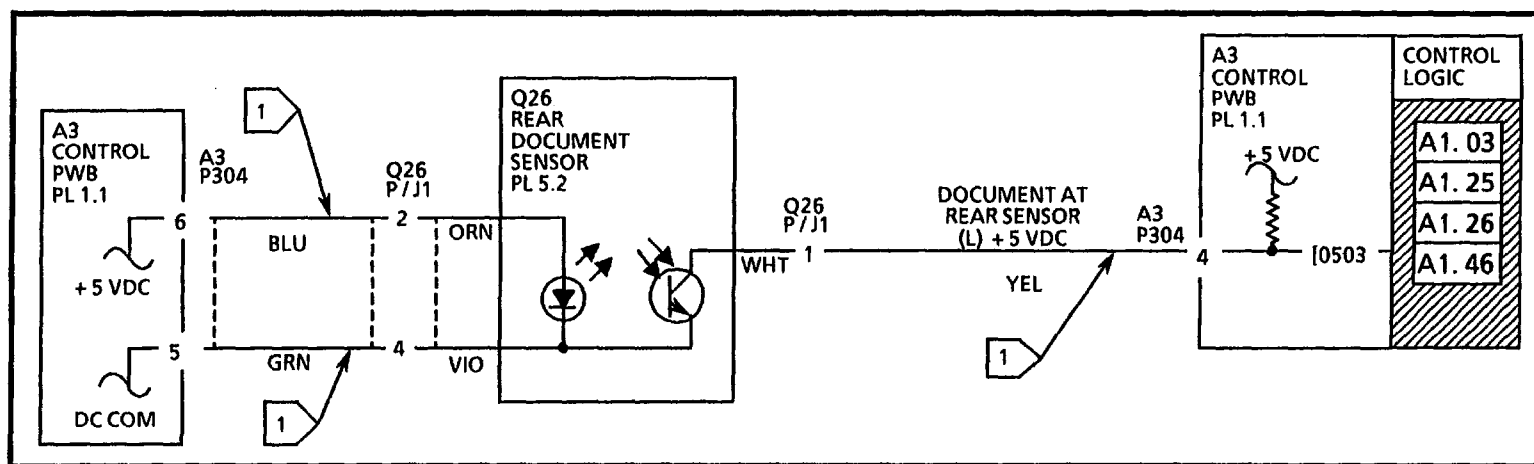 A3
CONTROL
PWB
PL 1.1
+ 5 VDC
DC COM
6
5
A3
P304
1
BLU
GRN
1
Q26
P / J1
2
4
ORN
VIO
Q26
REAR
DOCUMENT
SENSOR
PL 5.2
WHT
Q26
P / J1
1
DOCUMENT AT
REAR SENSOR
(L) + 5 VDC
YEL
1
A3
P304
4
A3
CONTROL
PWB
PL 1.1
+ 5 VDC
[0503
CONTROL
LOGIC
A1. 03
A1. 25
A1. 26
A1. 46